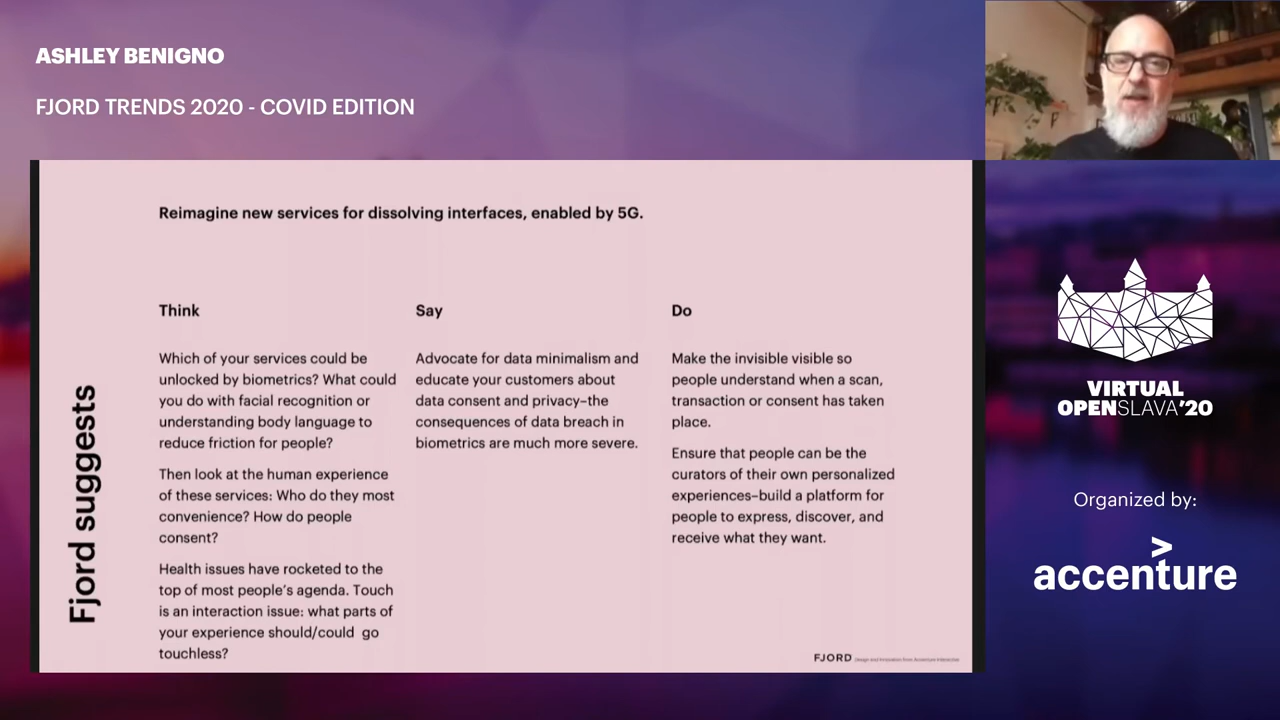 ASHLEY BENIGNO
FJORD TRENDS 2020 - COVID EDITION
Reimagine new services for dissolving interfaces, enabled by 5G.
Fjord suggests
Think
Which of your services could be
unlocked by biometrics? What could
you do with facial recognition or
understanding body language to
reduce friction for people?
Then look at the human experience
of these services: Who do they most
convenience? How do people
consent?
Health issues have rocketed to the
top of most people's agenda. Touch
is an interaction issue: what parts of
your experience should/could go
touchless?
Say
Advocate for data minimalism and
educate your customers about
data consent and privacy–the
consequences of data breach in
biometrics are much more severe.
Do
Make the invisible visible so
people understand when a scan,
transaction or consent has taken
place.
Ensure that people can be the
curators of their own personalized
experiences–build a platform for
people to express, discover, and
receive what they want.
FJORD Design and Innovation from Accenture Interactive
VIRTUAL
OPENSLAVA'20
Organized by:
accenture